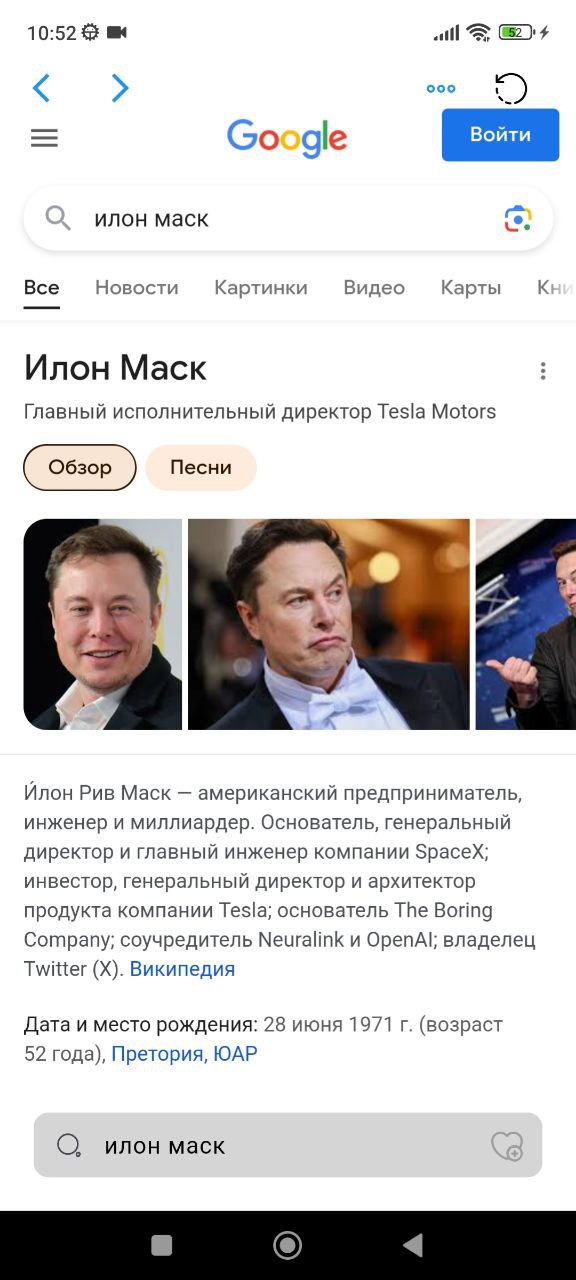 10:52
52
Google
Войти
илон маск
Все Новости Картинки Видео Карты Кни
Илон Маск
Главный исполнительный директор Tesla Motors
Обзор Песни
И́лон Рив Маск — американский предприниматель,
инженер и миллиардер. Основатель, генеральный
директор и главный инженер компании SpaceX;
инвестор, генеральный директор и архитектор
продукта компании Tesla; основатель The Boring
Company; соучредитель Neuralink и OpenAI; владелец
Twitter (X). Википедия
Дата и место рождения: 28 июня 1971 г. (возраст
52 года), Претория, ЮАР
илон маск